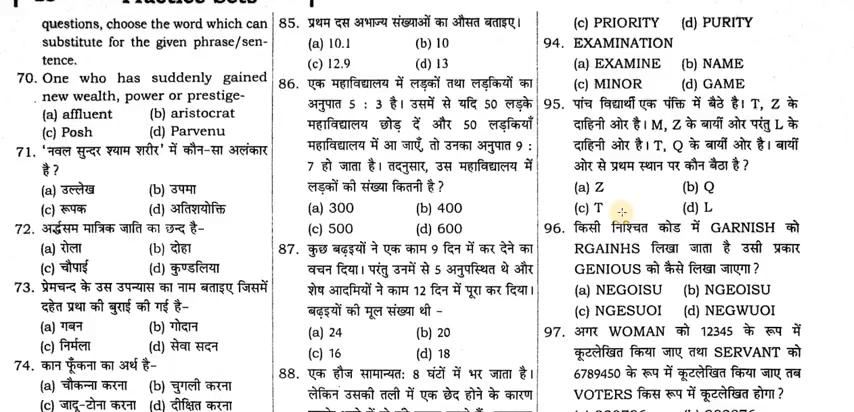 Practice Sets
questions, choose the word which can
substitute for the given phrase/sen-
tence.
70. One who has suddenly gained
new wealth, power or prestige-
(a) affluent (b) aristocrat
(c) Posh (d) Parvenu
71. 'नवल सुन्दर श्याम शरीर' में कौन-सा अलंकार
है ?
(a) उल्लेख (b) उपमा
(c) रूपक (d) अतिशयोक्ति
72. अर्द्धसम मात्रिक जाति का छन्द है-
(a) रोला (b) दोहा
(c) चौपाई (d) कुण्डलिया
73. प्रेमचन्द के उस उपन्यास का नाम बताइए जिसमें
दहेत प्रथा की बुराई की गई है-
(a) गबन (b) गोदान
(c) निर्मला (d) सेवा सदन
74. कान फूँकना का अर्थ है-
(a) चौकन्ना करना (b) चुगली करना
(c) जादू-टोना करना (d) दीक्षित करना
85. प्रथम दस अभाज्य संख्याओं का औसत बताइए।
(a) 10.1 (b) 10
(c) 12.9 (d) 13
86. एक महाविद्यालय में लड़कों तथा लड़कियों का
अनुपात 5 : 3 है। उसमें से यदि 50 लड़के
महाविद्यालय छोड़ दें और 50 लड़कियाँ
महाविद्यालय में आ जाएँ, तो उनका अनुपात 9 :
7 हो जाता है। तदनुसार, उस महाविद्यालय में
लड़कों की संख्या कितनी है ?
(a) 300 (b) 400
(c) 500 (d) 600
87. कुछ बढ़इयों ने एक काम 9 दिन में कर देने का
वचन दिया। परंतु उनमें से 5 अनुपस्थित थे और
शेष आदमियों ने काम 12 दिन में पूरा कर दिया।
बढ़इयों की मूल संख्या थी -
(a) 24 (b) 20
(c) 16 (d) 18
88. एक हौज सामान्यतः 8 घंटों में भर जाता है।
लेकिन उसकी तली में एक छेद होने के कारण
(c) PRIORITY (d) PURITY
94. EXAMINATION
(a) EXAMINE (b) NAME
(c) MINOR (d) GAME
95. पांच विद्यार्थी एक पंक्ति में बैठे है। T, Z के
दाहिनी ओर है। M, Z के बायीं ओर परंतु L के
दाहिनी ओर है। T, Q के बायीं ओर है। बायीं
ओर से प्रथम स्थान पर कौन बैठा है ?
(a) Z (b) Q
(c) T (d) L
96. किसी निश्चित कोड में GARNISH को
RGAINHS लिखा जाता है उसी प्रकार
GENIOUS को कैसे लिखा जाएगा ?
(a) NEGOISU (b) NGEOISU
(c) NGESUOI (d) NEGWUOI
97. अगर WOMAN को 12345 के रूप में
कूटलेखित किया जाए तथा SERVANT को
6789450 के रूप में कूटलेखित किया जाए तब
VOTERS किस रूप में कूटलेखित होगा ?